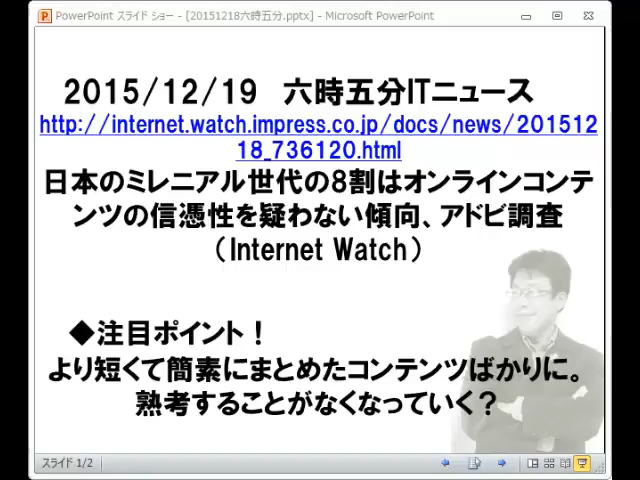 PowerPoint スライド ショー - [20151218六時五分.pptx] - Microsoft PowerPoint
2015/12/19　六時五分ITニュース
http://internet.watch.impress.co.jp/docs/news/201512
18_736120.html
日本のミレニアル世代の8割はオンラインコンテ
ンツの信憑性を疑わない傾向、アドビ調査
（Internet Watch）
◆注目ポイント！
より短くて簡素にまとめたコンテンツばかりに。
熟考することがなくなっていく？
スライド 1/2